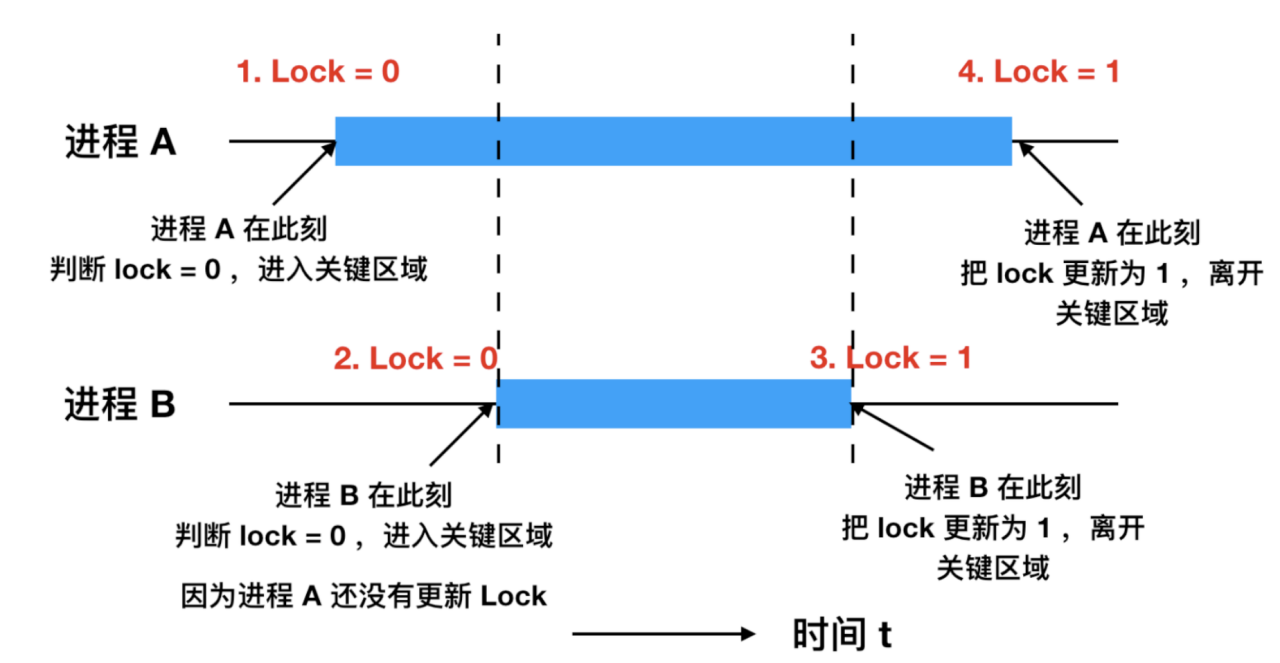 1. Lock = 0
4. Lock = 1
进程 A
进程 A 在此刻
判断 lock = 0 ，进入关键区域
进程 A 在此刻
把 lock 更新为 1 ，离开
关键区域
2. Lock = 0
3. Lock = 1
进程 B
进程 B 在此刻
判断 lock = 0 ，进入关键区域
因为进程 A 还没有更新 Lock
进程 B 在此刻
把 lock 更新为 1 ，离开
关键区域
时间 t